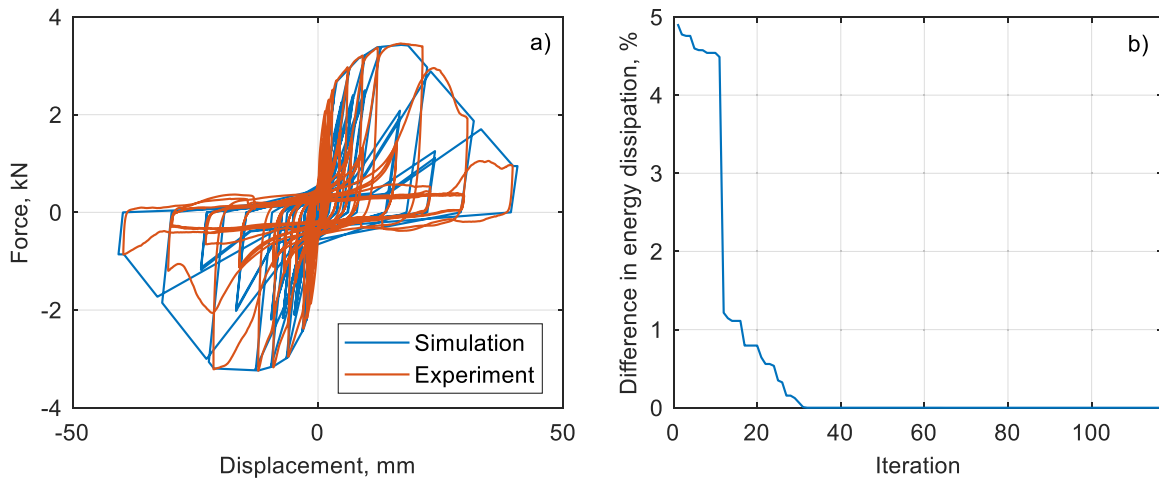 a)
Force, kN
4
2
0
-2
-4
-50
0
50
Displacement, mm
Simulation
Experiment
b)
Difference in energy dissipation, %
5
4
3
2
1
0
0
20
40
60
80
100
Iteration